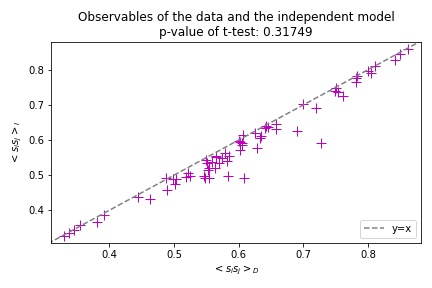 Observables of the data and the independent model
p-value of t-test: 0.31749
0.8
0.7
0.6
0.5
0.4
< s_i s_j >_I
0.4 0.5 0.6 0.7 0.8
< s_i s_j >_D
y=x